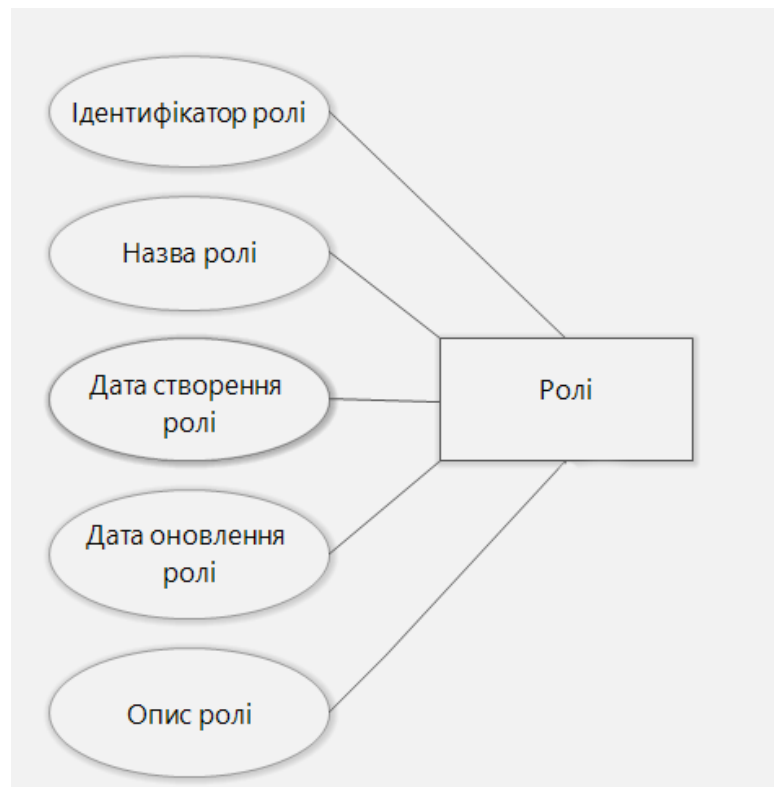 Ідентифікатор ролі
Назва ролі
Дата створення
ролі
Ролі
Дата оновлення
ролі
Опис ролі